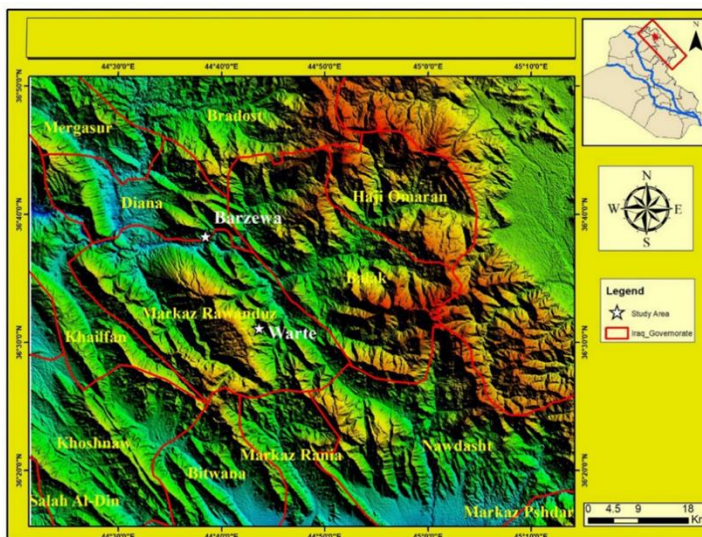 N
44°30'0"E 44°40'0"E 44°50'0"E 45°0'0"E 45°10'0"E
Mergasur
Bradost
Diana
Haji Omaran
Barzewa
Balak
Markaz Rawanduz
Khailfan
Warte
Khoshnaw
Bitwana
Markaz Rania
Nawdasht
Salah Al-Din
Markaz Pshdar
44°30'0"E 44°40'0"E 44°50'0"E 45°0'0"E 45°10'0"E
N
W E
S
Legend
Study Area
Iraq_Governorate
0 4.5 9 18
Km